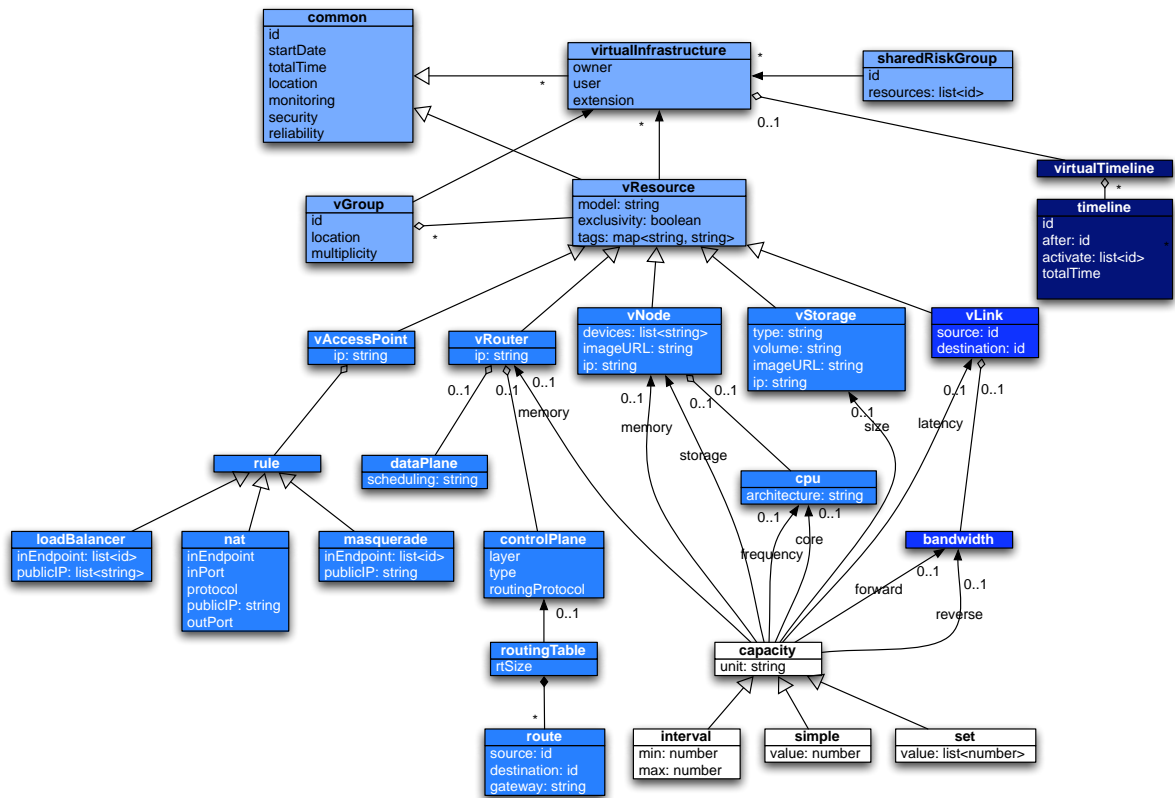 common
id
startDate
totalTime
location
monitoring
security
reliability
virtualInfrastructure
owner
user
extension
sharedRiskGroup
id
resources: list<id>
*
*
*
0..1
virtualTimeline
*
timeline
id
after: id
activate: list<id>
totalTime
vGroup
id
location
multiplicity
*
vResource
model: string
exclusivity: boolean
tags: map<string, string>
vAccessPoint
ip: string
vRouter
ip: string
vNode
devices: list<string>
imageURL: string
ip: string
vStorage
type: string
volume: string
imageURL: string
ip: string
vLink
source: id
destination: id
0..1
0..1
0..1
0..1
0..1
0..1
0..1
0..1
0..1
memory
memory
storage
size
latency
rule
dataPlane
scheduling: string
cpu
architecture: string
0..1
0..1
frequency
core
loadBalancer
inEndpoint: list<id>
publicIP: list<string>
nat
inEndpoint
inPort
protocol
publicIP: string
outPort
masquerade
inEndpoint: list<id>
publicIP: string
controlPlane
layer
type
routingProtocol
0..1
bandwidth
0..1
0..1
forward
reverse
routingTable
rtSize
*
route
source: id
destination: id
gateway: string
capacity
unit: string
interval
min: number
max: number
simple
value: number
set
value: list<number>